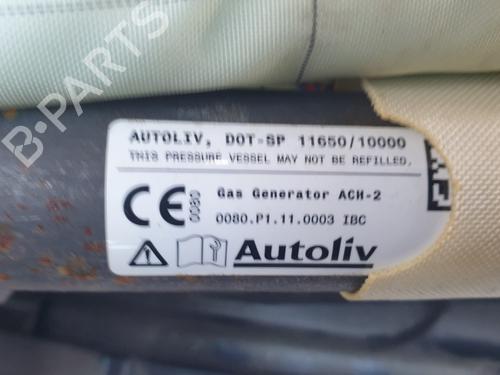 B-PARTS
AUTOLIV, DOT-SP 11650/10000
THIS PRESSURE VESSEL MAY NOT BE REFILLED.
CE 0080
Gas Generator ACH-2
0080.P1.11.0003 IBC
Autoliv